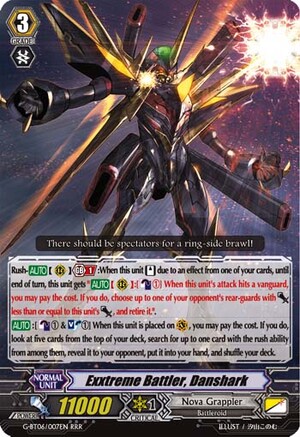 3
GRADE
There should be spectators for a ring-side brawl!
Rush-AUTO [ ] GB 1 :When this unit due to an effect from one of your cards, until
end of turn, this unit gets "AUTO [ ]:[ 1] When this unit's attack hits a vanguard,
you may pay the cost. If you do, choose up to one of your opponent's rear-guards with
less than or equal to and retire it.".
AUTO :[ 1 & 1] When this unit is placed on , you may pay the cost. If you do,
look at five cards from the top of your deck, search for up to one card with the rush ability
from among them, reveal it to your opponent, put it into your hand, and shuffle your deck.
NORMAL UNIT
Exxtreme Battler, Danshark
POWER 11000
1 CRITICAL
Nova Grappler
Battleroid
G-BT06/007EN RRR
ILLUST